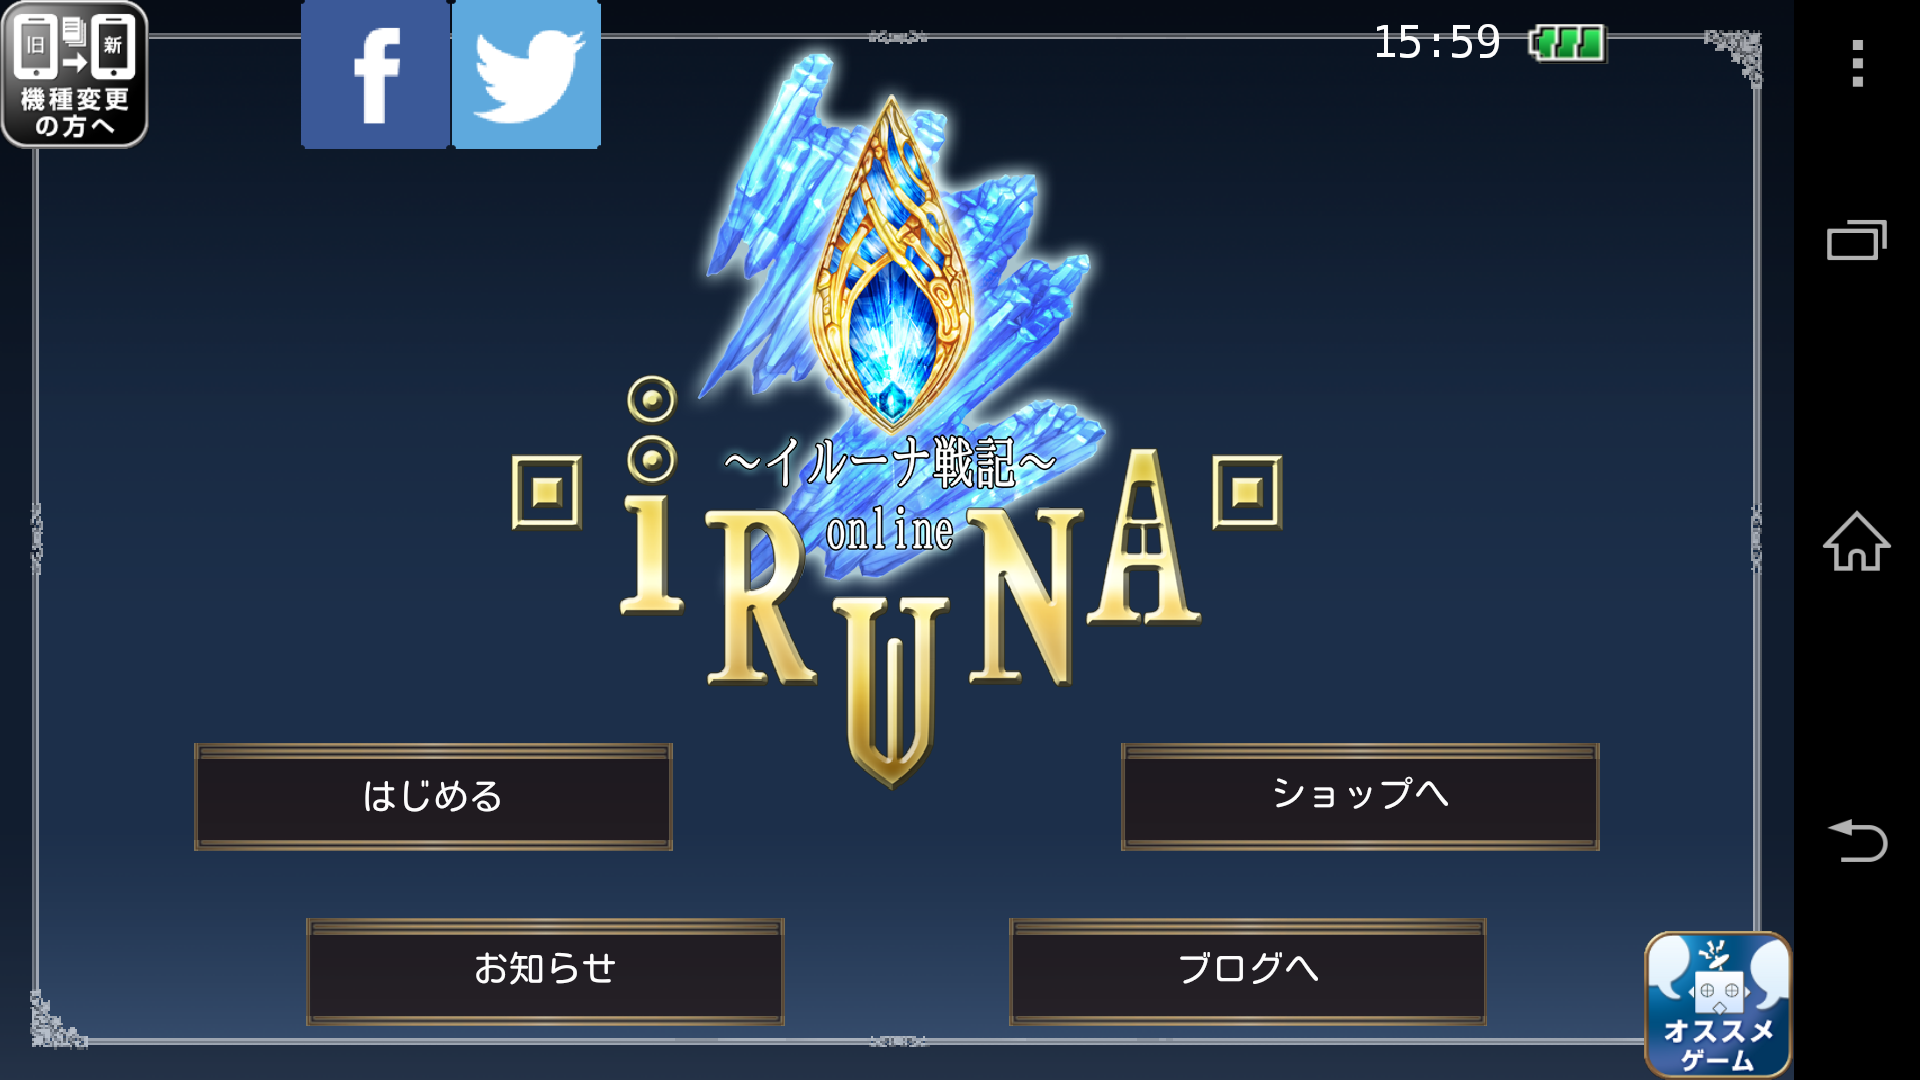 旧 新
機種変更
の方へ
f
15:59
～イルーナ戦記～
online
iRUNA
はじめる
ショップへ
お知らせ
ブログへ
オススメ
ゲーム